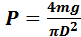 P = 4mg / πD²